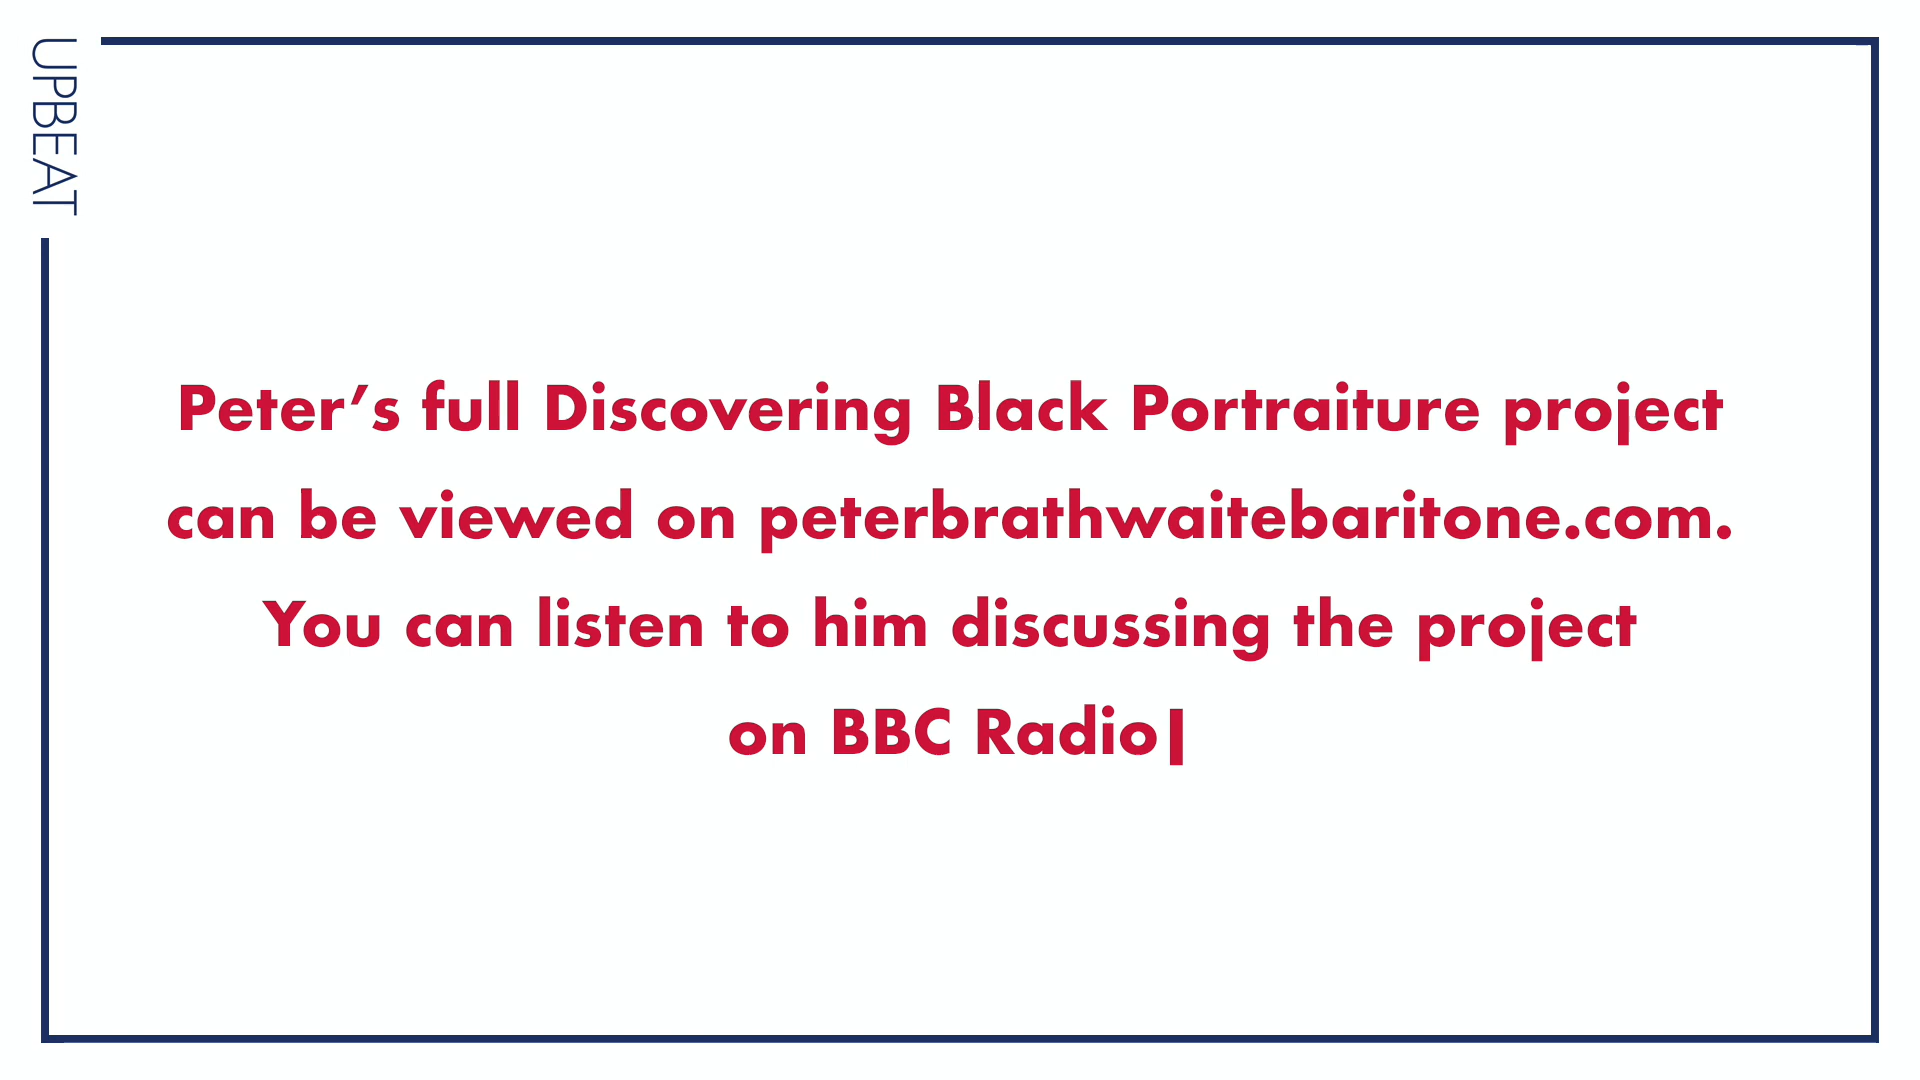 UPBEAT
Peter’s full Discovering Black Portraiture project
can be viewed on peterbrathwaitebaritone.com.
You can listen to him discussing the project
on BBC Radio